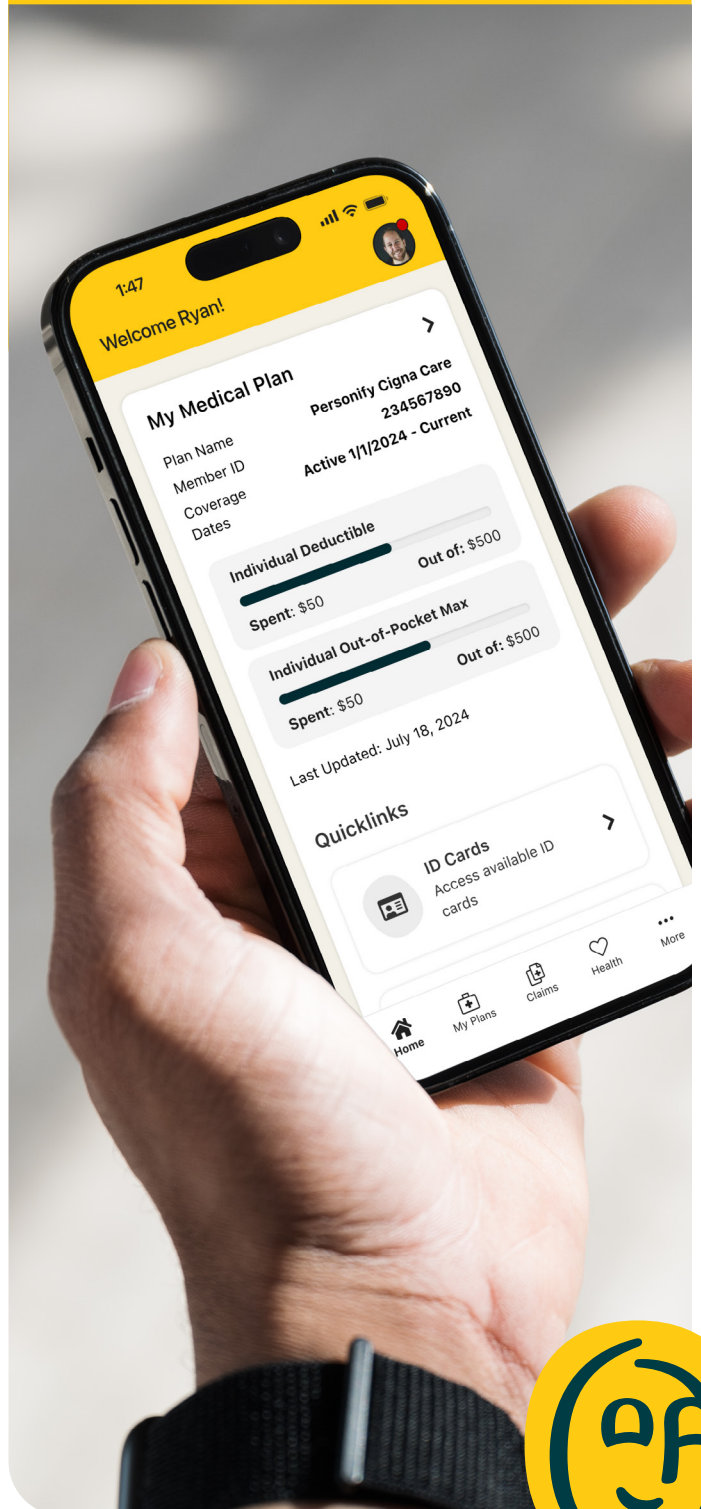 1:47
Welcome Ryan!
My Medical Plan
Plan Name Personify Cigna Care
Member ID 234567890
Coverage Dates Active 1/1/2024 - Current
Individual Deductible
Spent: $50 Out of: $500
Individual Out-of-Pocket Max
Spent: $50 Out of: $500
Last Updated: July 18, 2024
Quicklinks
ID Cards
Access available ID
cards
Home My Plans Claims Health More